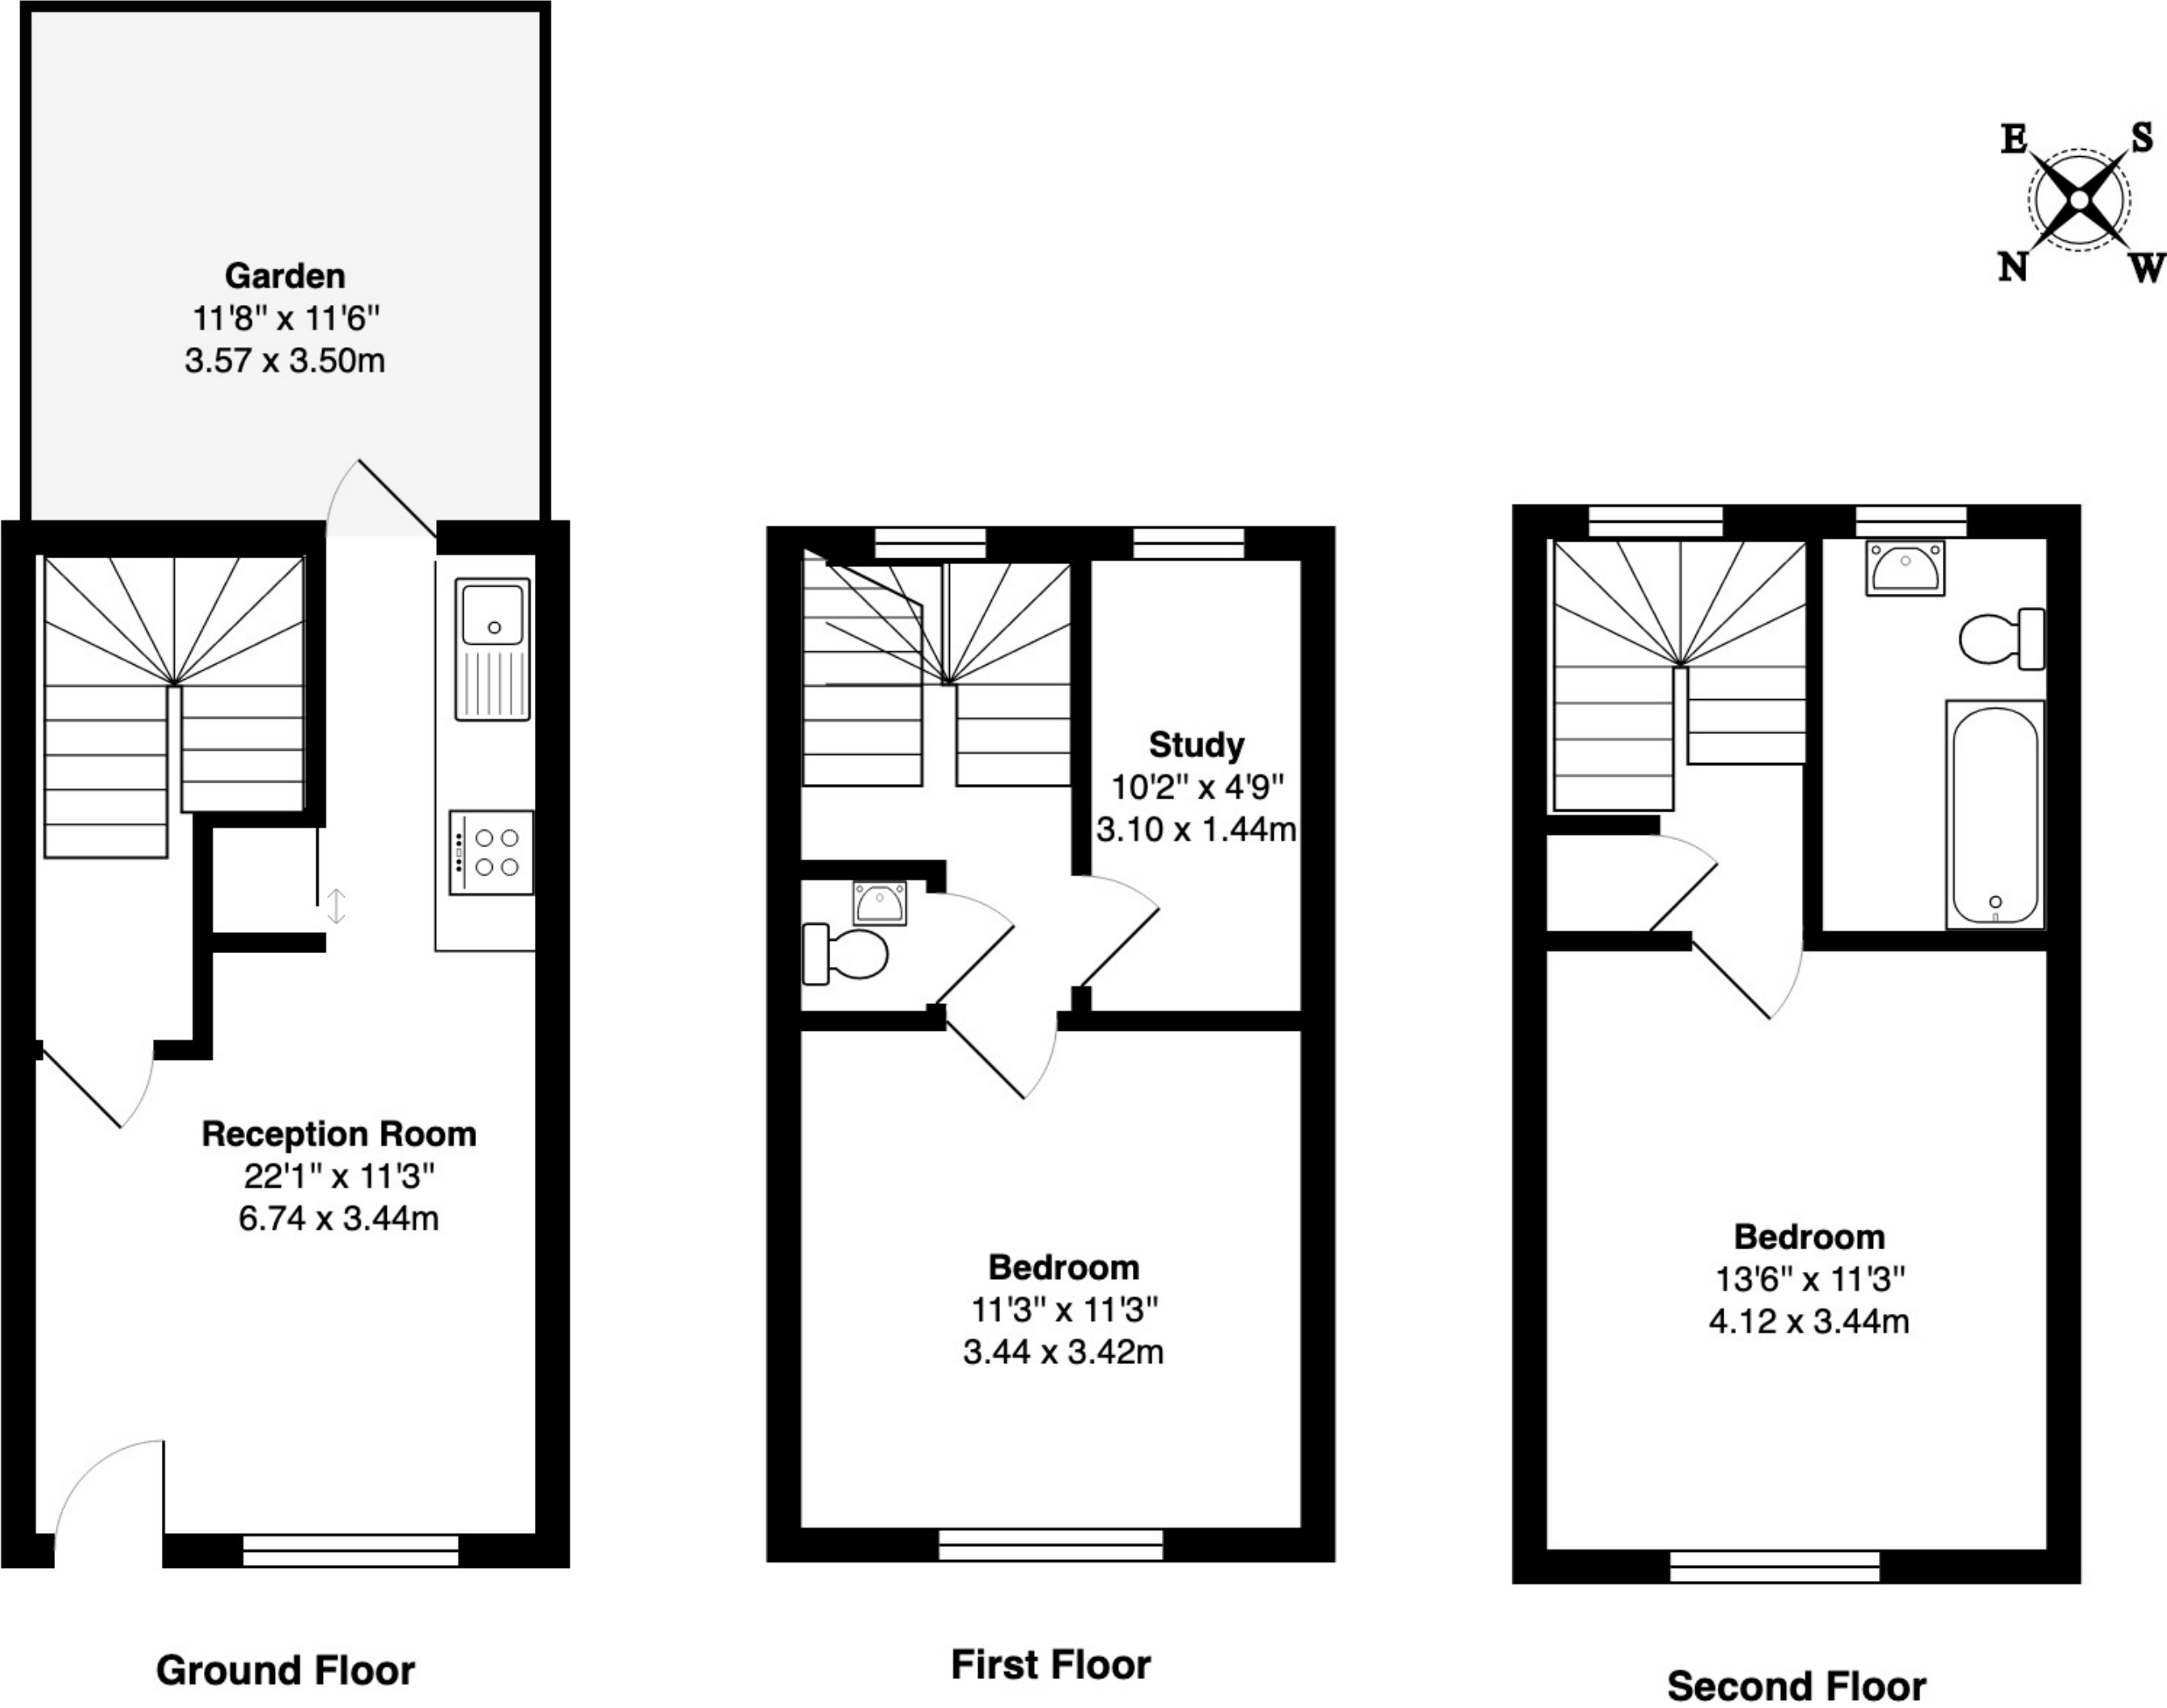 Garden
11'8" x 11'6"
3.57 x 3.50m
E S
N W
Study
10'2" x 4'9"
3.10 x 1.44m
Reception Room
22'1" x 11'3"
6.74 x 3.44m
Bedroom
11'3" x 11'3"
3.44 x 3.42m
Bedroom
13'6" x 11'3"
4.12 x 3.44m
Ground Floor
First Floor
Second Floor